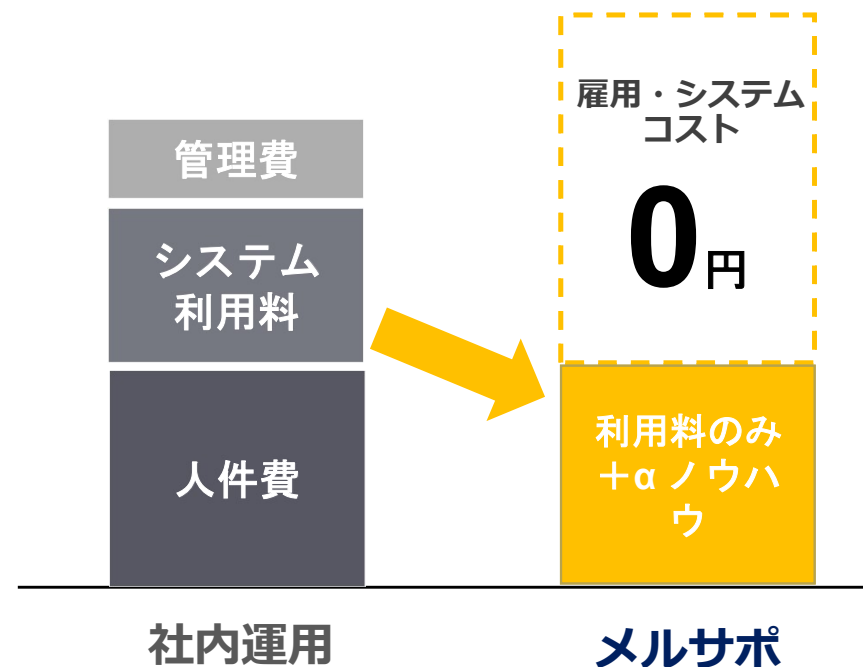 管理費
システム
利用料
人件費
社内運用
雇用・システム
コスト
0円
利用料のみ
＋α ノウハ
ウ
メルサポ